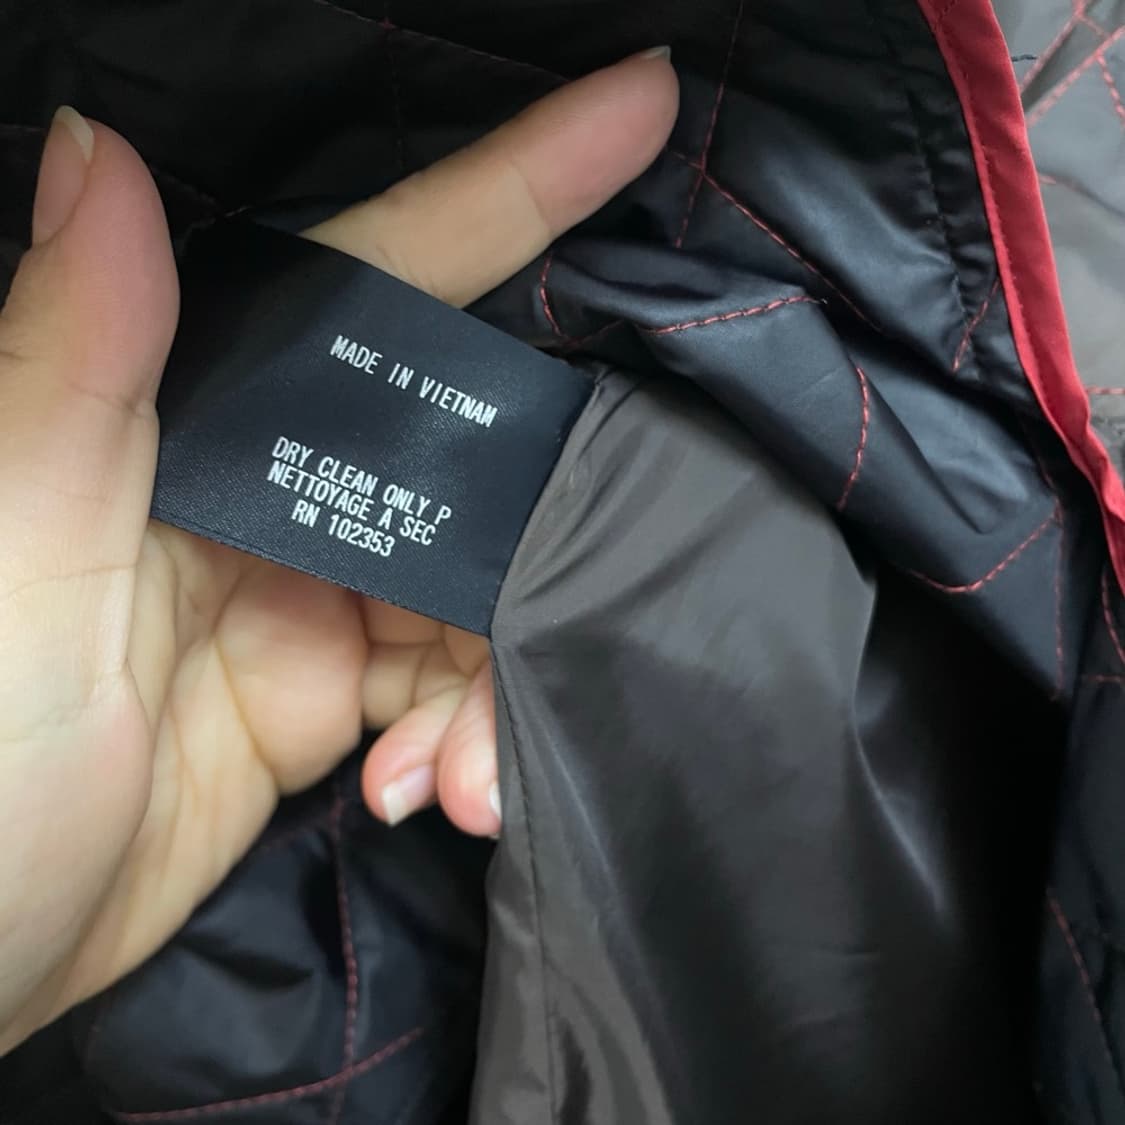 MADE IN VIETNAM
DRY CLEAN ONLY P
NETTOYAGE A SEC
RN 102353